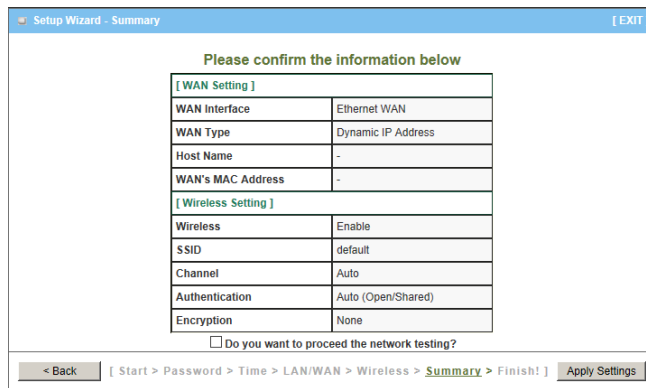 Setup Wizard - Summary [ EXIT
Please confirm the information below
[ WAN Setting ]
WAN Interface Ethernet WAN
WAN Type Dynamic IP Address
Host Name -
WAN's MAC Address -
[ Wireless Setting ]
Wireless Enable
SSID default
Channel Auto
Authentication Auto (Open/Shared)
Encryption None
Do you want to proceed the network testing?
< Back [ Start > Password > Time > LAN/WAN > Wireless > Summary > Finish! ] Apply Settings